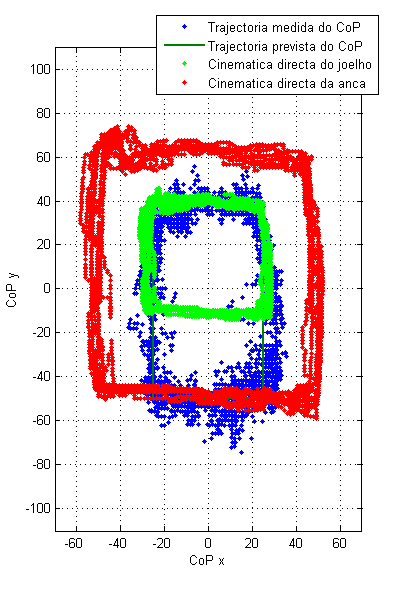 Trajectoria medida do CoP
Trajectoria prevista do CoP
Cinematica directa do joelho
Cinematica directa da anca
100
80
60
40
20
0
-20
-40
-60
-80
-100
CoP y
-60 -40 -20 0 20 40 60
CoP x